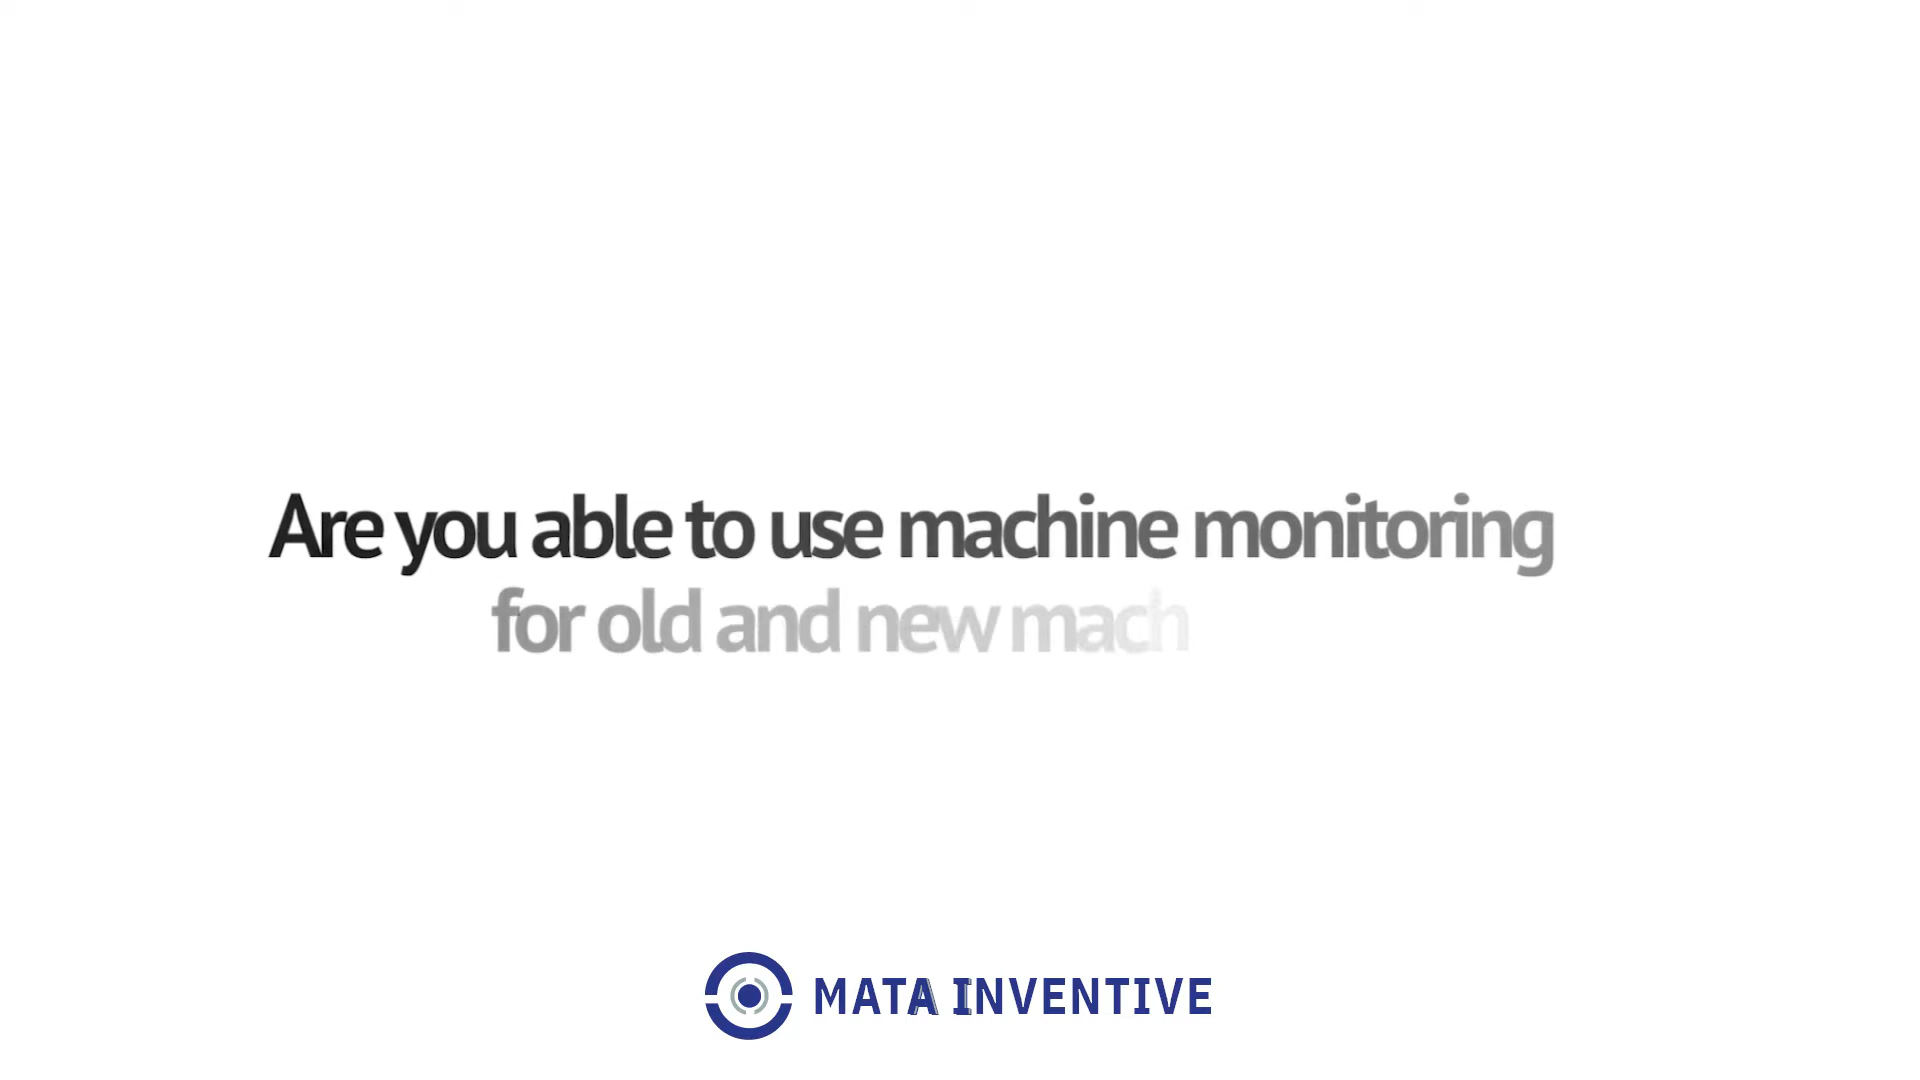 Are you able to use machine monitoring
for old and new mach
MATA INVENTIVE